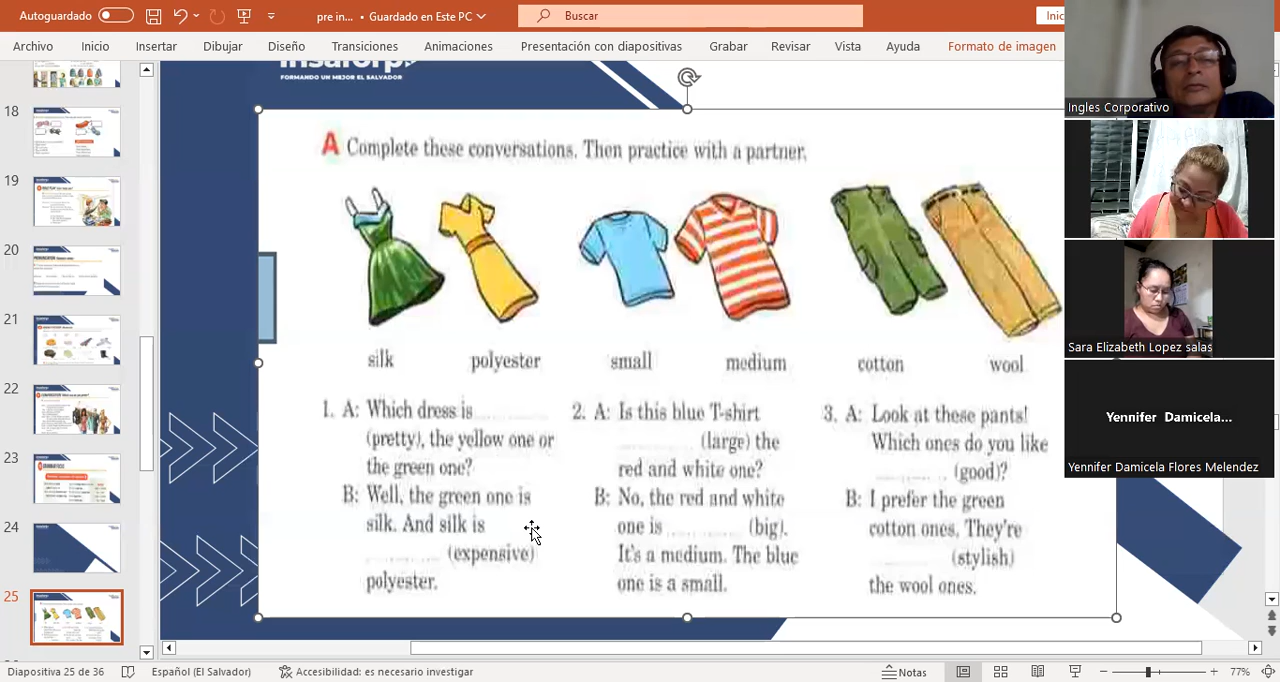 Autoguardado
pre in... • Guardado en Este PC
Buscar
Inic
Archivo Inicio Insertar Dibujar Diseño Transiciones Animaciones Presentación con diapositivas Grabar Revisar Vista Ayuda Formato de imagen
FORMANDO UN MEJOR EL SALVADOR
A Complete these conversations. Then practice with a partner.
silk polyester small medium cotton wool
1. A: Which dress is
(pretty), the yellow one or
the green one?
B: Well, the green one is
silk. And silk is
(expensive)
polyester.
2. A: Is this blue T-shirt
(large) the
red and white one?
B: No, the red and white
one is (big).
It's a medium. The blue
one is a small.
3. A: Look at these pants!
Which ones do you like
(good)?
B: I prefer the green
cotton ones. They're
(stylish)
the wool ones.
18
19
20
21
22
23
24
25
Ingles Corporativo
Sara Elizabeth Lopez salas
Yennifer Damicela...
Yennifer Damicela Flores Melendez
Diapositiva 25 de 36 Español (El Salvador) Accesibilidad: es necesario investigar Notas 77%